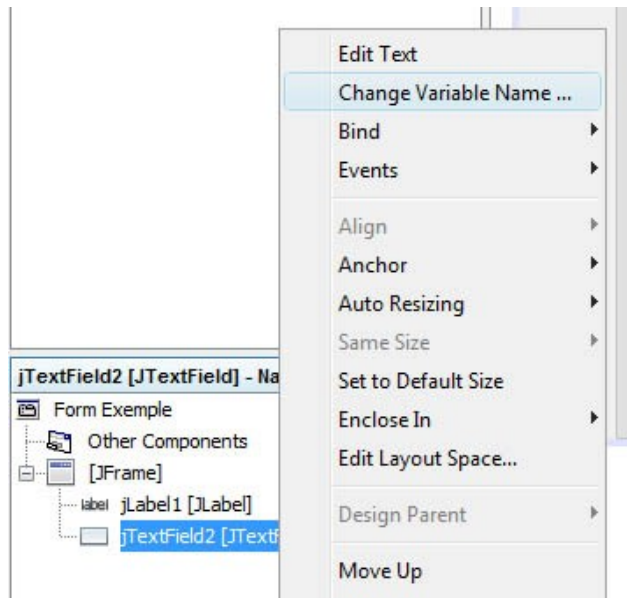 Edit Text
Change Variable Name ...
Bind
Events
Align
Anchor
Auto Resizing
Same Size
Set to Default Size
Enclose In
Edit Layout Space...
Design Parent
Move Up
jTextField2 [JTextField] - Na
Form Exemple
Other Components
[JFrame]
label jLabel1 [JLabel]
jTextField2 [JTextF